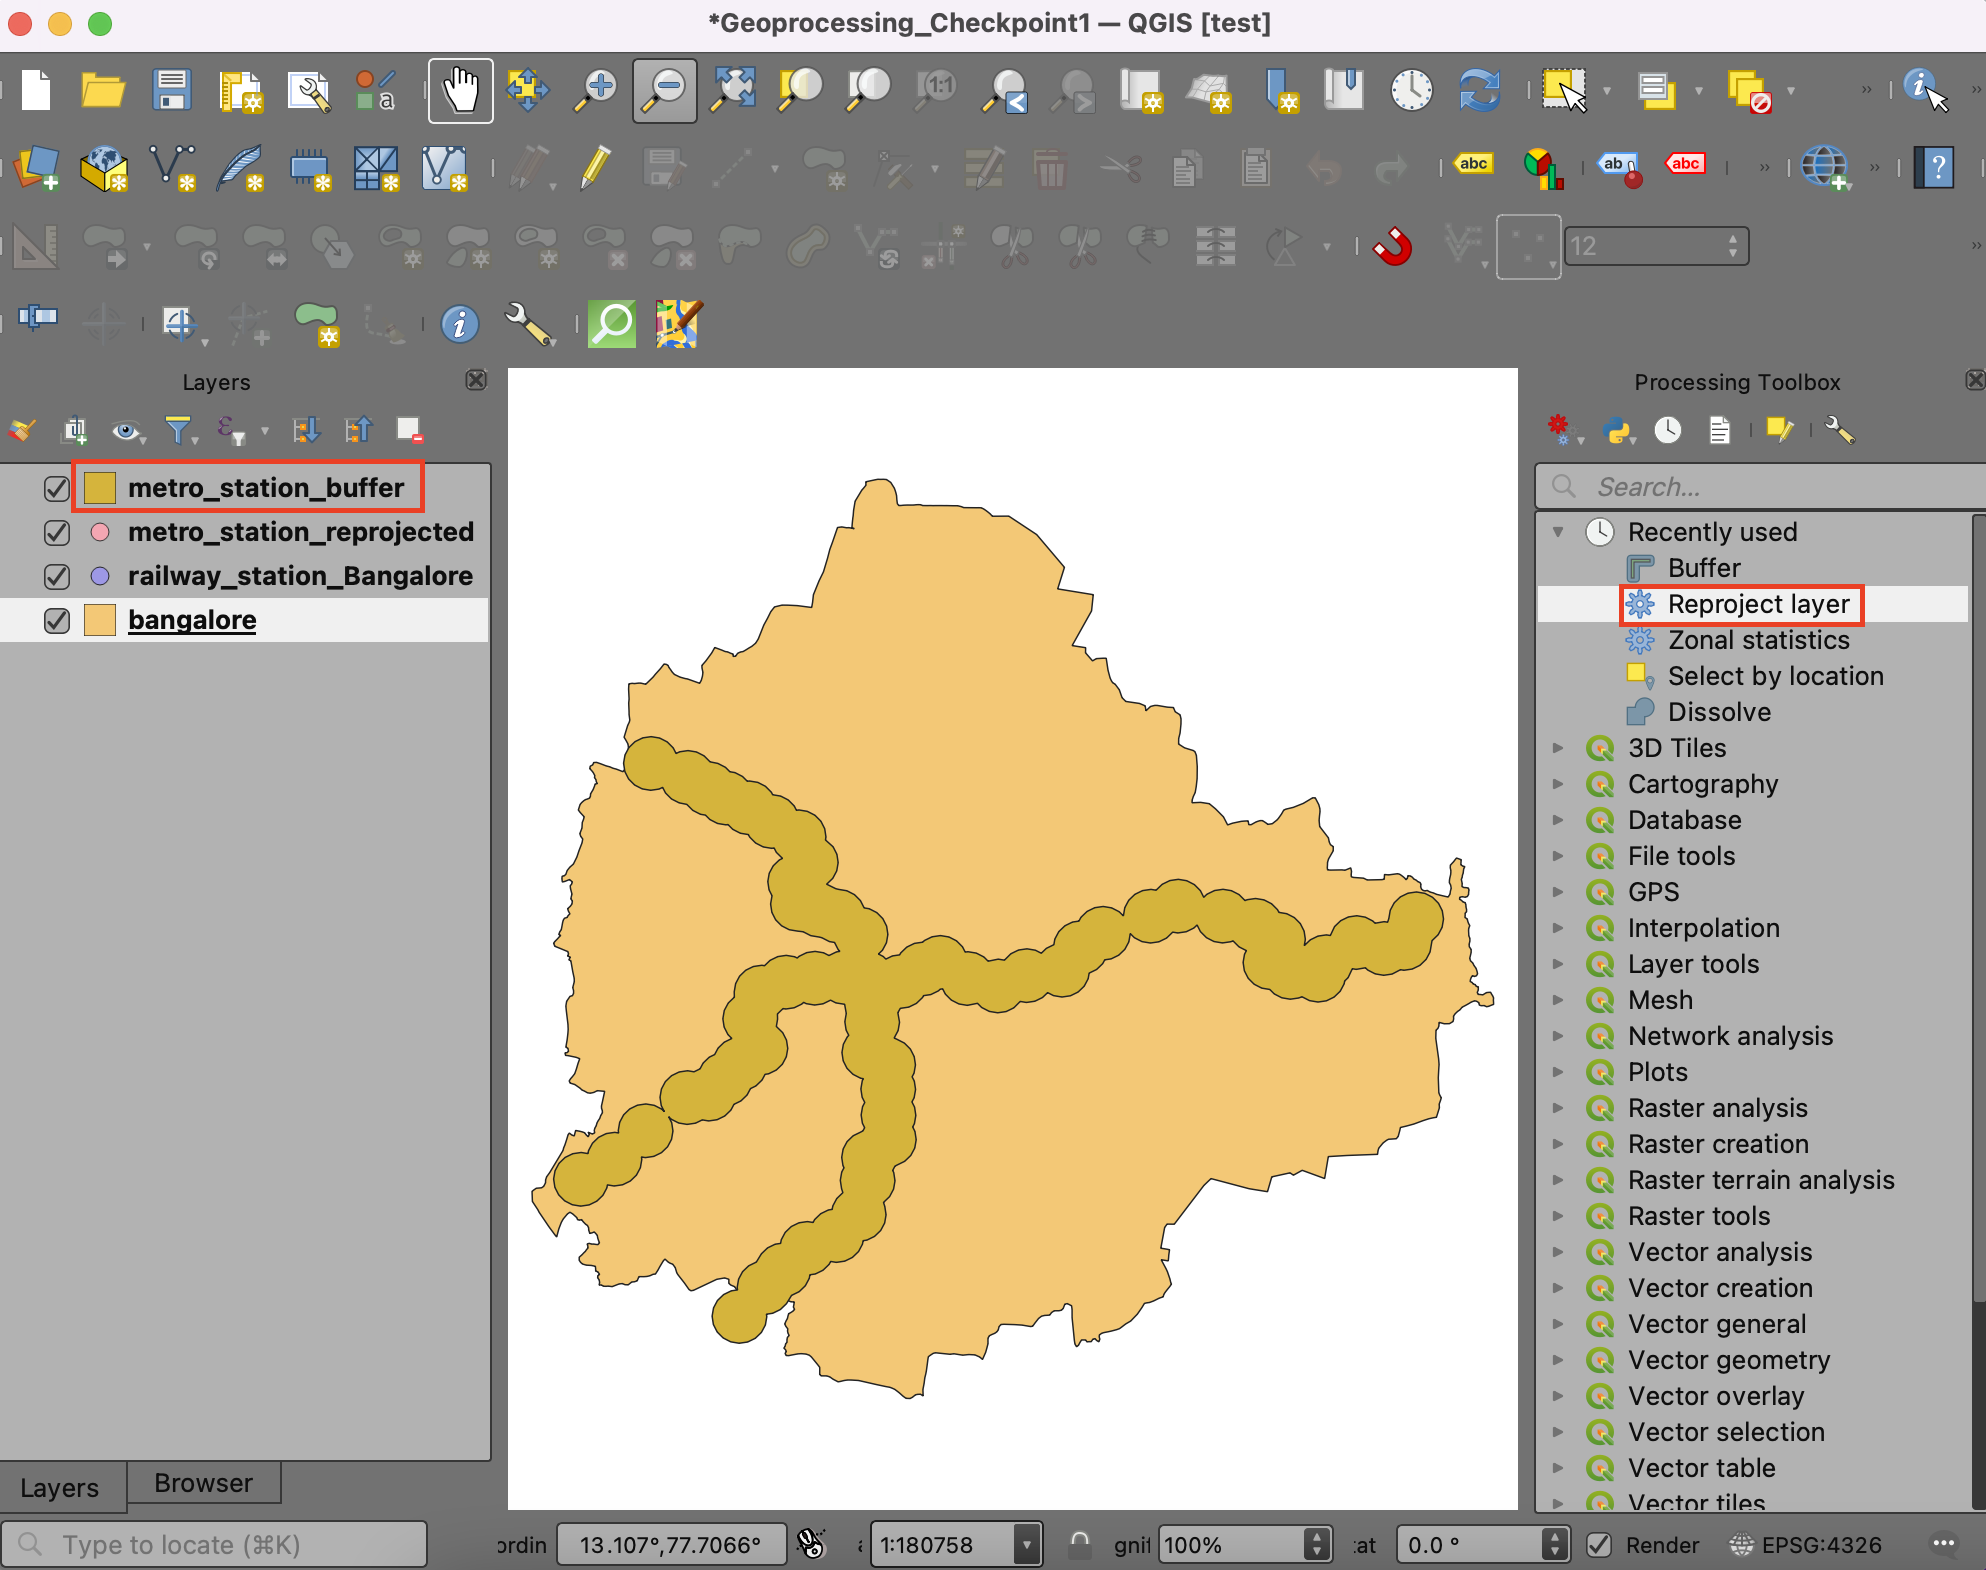 *Geoprocessing_Checkpoint1 — QGIS [test]
1:1
a
abc
ab
abc
?
12
Layers
Processing Toolbox
metro_station_buffer
metro_station_reprojected
railway_station_Bangalore
bangalore
Search...
Recently used
Buffer
Reproject layer
Zonal statistics
Select by location
Dissolve
3D Tiles
Cartography
Database
File tools
GPS
Interpolation
Layer tools
Mesh
Network analysis
Plots
Raster analysis
Raster creation
Raster terrain analysis
Raster tools
Vector analysis
Vector creation
Vector general
Vector geometry
Vector overlay
Vector selection
Vector table
Vector tiles
Layers
Browser
Type to locate (⌘K)
ordin
13.107°,77.7066°
1:180758
gni
100%
at
0.0 °
Render
EPSG:4326